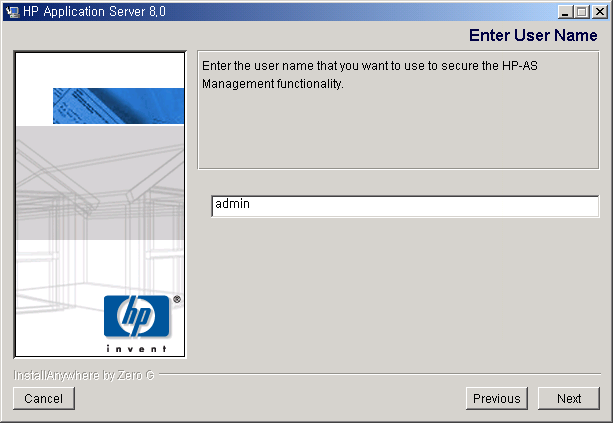 HP Application Server 8,0
Enter User Name
Enter the user name that you want to use to secure the HP-AS
Management functionality.
admin
hp
®
invent
InstallAnywhere by Zero G
Cancel
Previous
Next